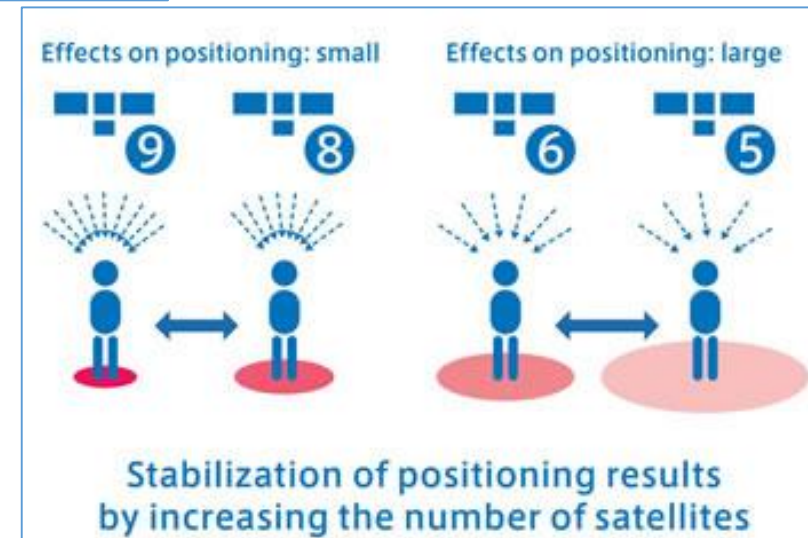 Effects on positioning: small
Effects on positioning: large
9
8
6
5
Stabilization of positioning results
by increasing the number of satellites